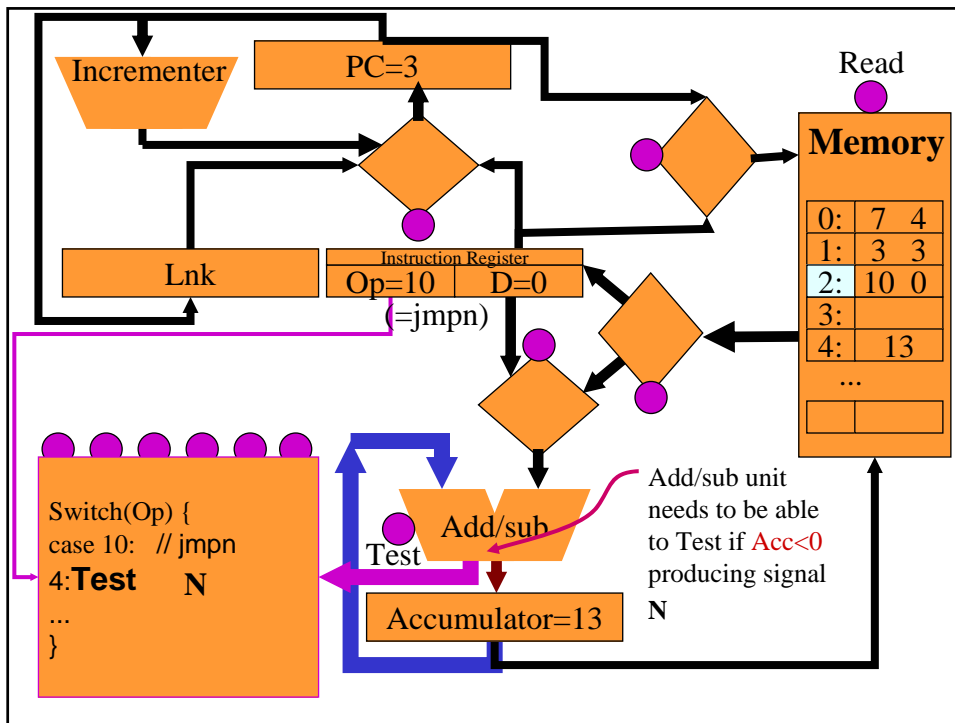 Incrementer
PC=3
Read
Memory
0: 7 4
1: 3 3
2: 10 0
3:
4: 13
...
Lnk
Instruction Register
Op=10 D=0
(=jmpn)
Switch(Op) {
case 10: // jmpn
4:Test N
...
}
Test
Add/sub
Accumulator=13
Add/sub unit
needs to be able
to Test if Acc<0
producing signal
N